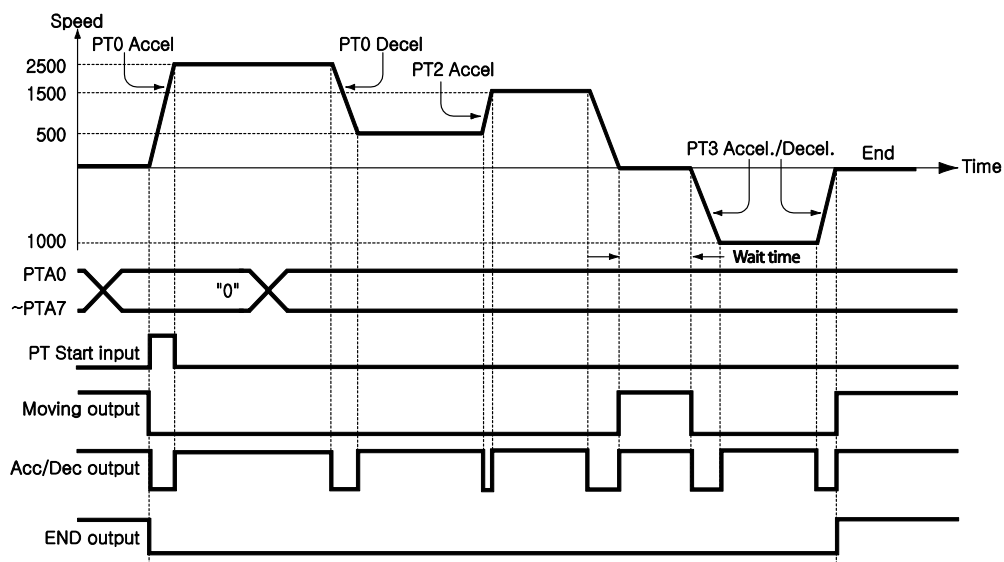 Speed
PT0 Accel
PT0 Decel
PT2 Accel
2500
1500
500
PT3 Accel./Decel.
End
Time
1000
Wait time
PTA0
"0"
~PTA7
PT Start input
Moving output
Acc/Dec output
END output